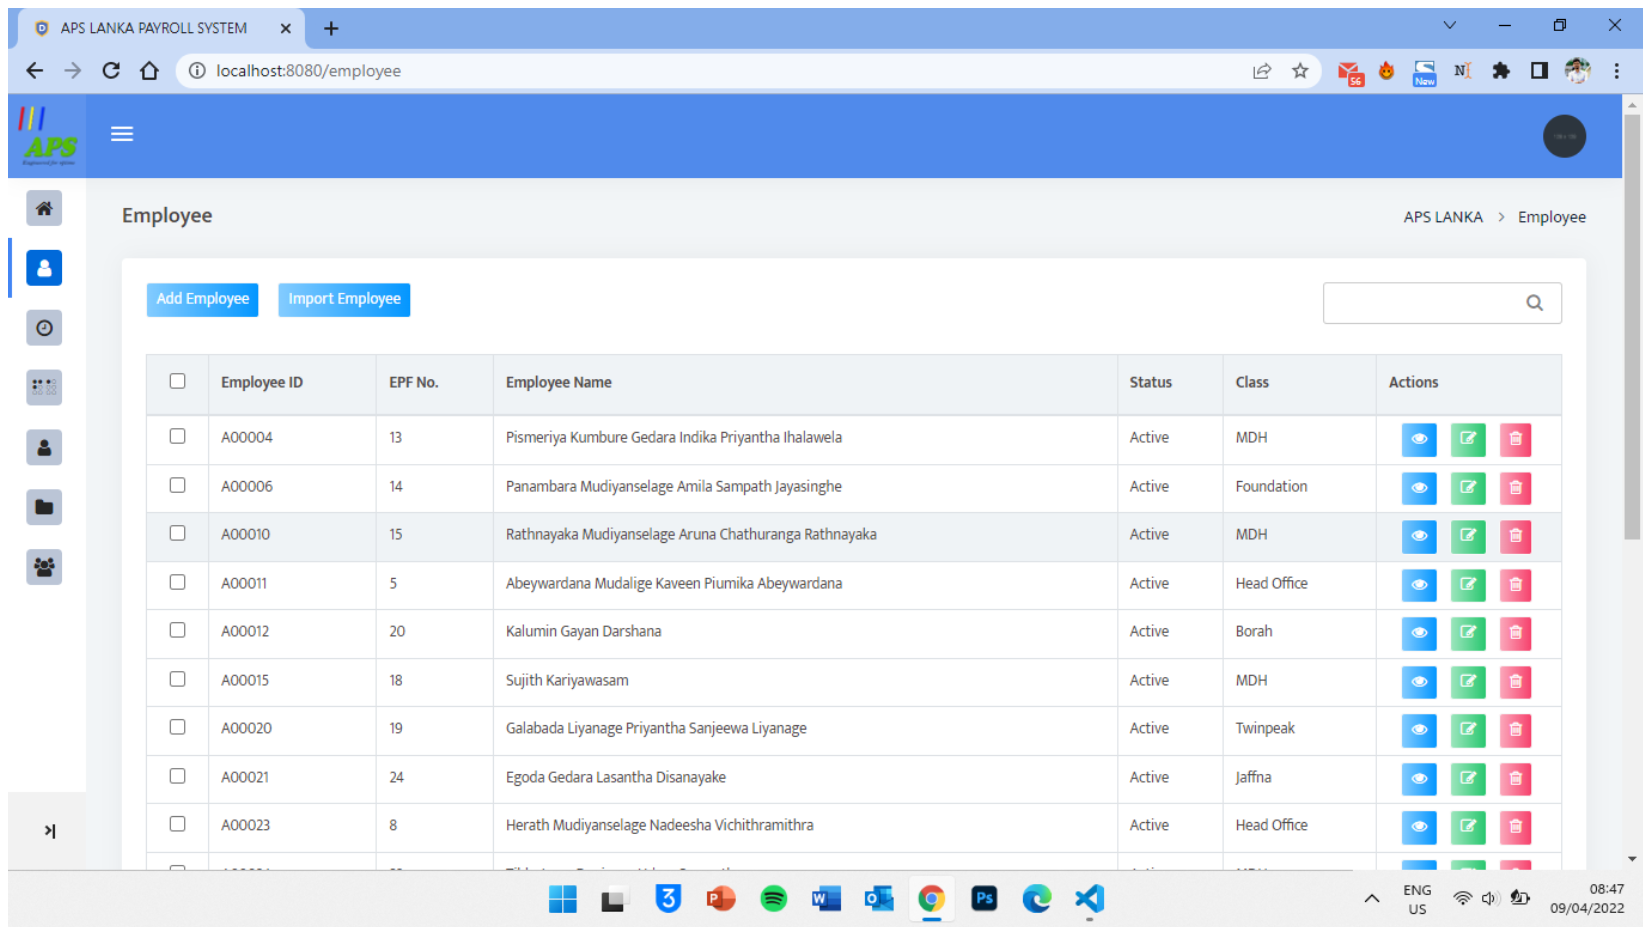 APS LANKA PAYROLL SYSTEM
localhost:8080/employee
56
New
APS
Employee
APS LANKA > Employee
Add Employee Import Employee
Employee ID EPF No. Employee Name Status Class Actions
A00004 13 Pismeriya Kumbure Gedara Indika Priyantha Ihalawela Active MDH
A00006 14 Panambara Mudiyanselage Amila Sampath Jayasinghe Active Foundation
A00010 15 Rathnayaka Mudiyanselage Aruna Chathuranga Rathnayaka Active MDH
A00011 5 Abeywardana Mudalige Kaveen Piumika Abeywardana Active Head Office
A00012 20 Kalumin Gayan Darshana Active Borah
A00015 18 Sujith Kariyawasam Active MDH
A00020 19 Galabada Liyanage Priyantha Sanjeewa Liyanage Active Twinpeak
A00021 24 Egoda Gedara Lasantha Disanayake Active Jaffna
A00023 8 Herath Mudiyanselage Nadeesha Vichithramithra Active Head Office
Ps
ENG
US
08:47
09/04/2022